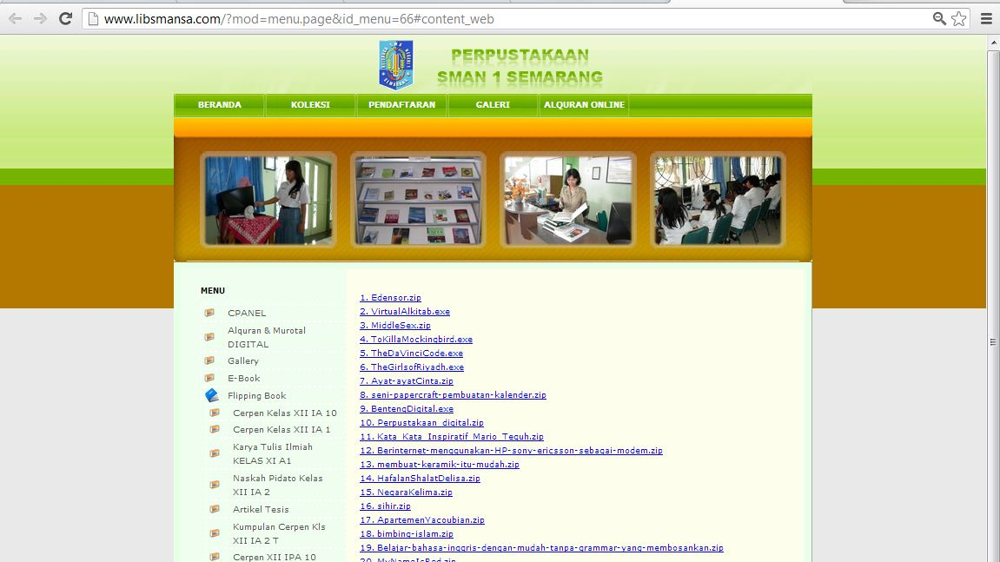 www.libsmansa.com/?mod=menu.page&id_menu=66#content_web
PERPUSTAKAAN
SMAN 1 SEMARANG
BERANDA KOLEKSI PENDAFTARAN GALERI ALQURAN ONLINE
MENU
CPANEL
Alquran & Murotal
DIGITAL
Gallery
E-Book
Flipping Book
Cerpen Kelas XII IA 10
Cerpen Kelas XII IA 1
Karya Tulis Ilmiah
KELAS XI A1
Naskah Pidato Kelas
XII IA 2
Artikel Tesis
Kumpulan Cerpen Kls
XII IA 2 T
Cerpen XII IPA 10
1. Edensor.zip
2. VirtualAlkitab.exe
3. MiddleSex.zip
4. ToKillaMockingbird.exe
5. TheDaVinciCode.exe
6. TheGirlsofRiyadh.exe
7. Ayat-ayatCinta.zip
8. seni-papercraft-pembuatan-kalender.zip
9. BentengDigital.exe
10. Perpustakaan_digital.zip
11. Kata_Kata_Inspiratif_Mario_Teguh.zip
12. Berinternet-menggunakan-HP-sony-ericsson-sebagai-modem.zip
13. membuat-keramik-itu-mudah.zip
14. HafalanShalatDelisa.zip
15. NegaraKelima.zip
16. sihir.zip
17. ApartemenYacoubian.zip
18. bimbing-islam.zip
19. Belajar-bahasa-inggris-dengan-mudah-tanpa-grammar-yang-membosankan.zip
20. MyNameIsRed.zip